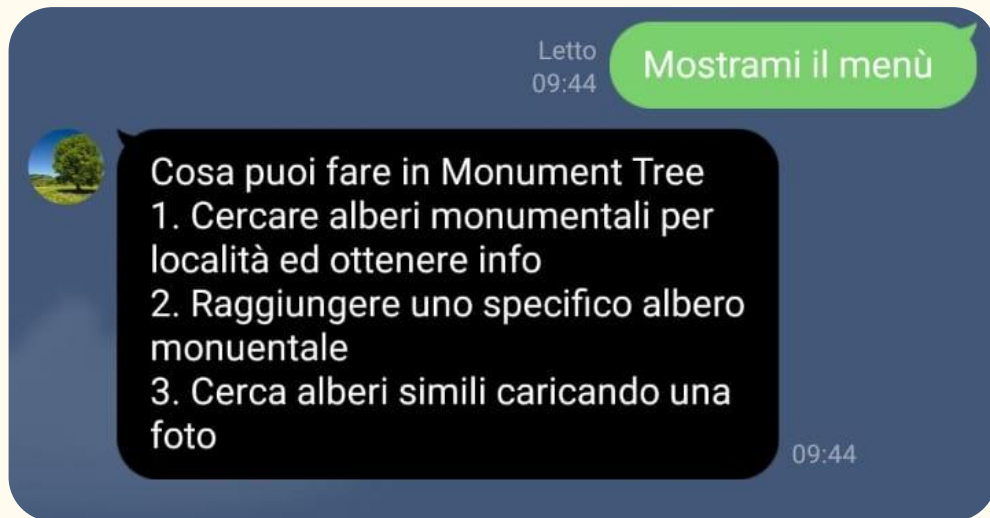 Letto
09:44
Mostrami il menù
Cosa puoi fare in Monument Tree
1. Cercare alberi monumentali per
località ed ottenere info
2. Raggiungere uno specifico albero
monuentale
3. Cerca alberi simili caricando una
foto
09:44